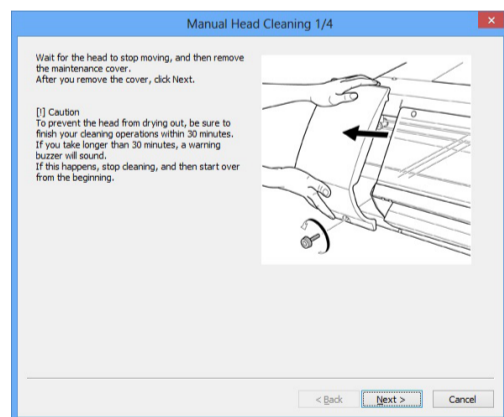 Manual Head Cleaning 1/4
Wait for the head to stop moving, and then remove
the maintenance cover.
After you remove the cover, click Next.
[!] Caution
To prevent the head from drying out, be sure to
finish your cleaning operations within 30 minutes.
If you take longer than 30 minutes, a warning
buzzer will sound.
If this happens, stop cleaning, and then start over
from the beginning.
< Back
Next >
Cancel